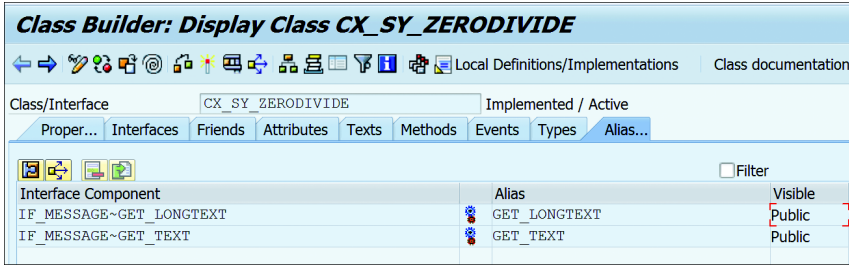 Class Builder: Display Class CX_SY_ZERODIVIDE
Local Definitions/Implementations Class documentation
Class/Interface CX_SY_ZERODIVIDE Implemented / Active
Proper... Interfaces Friends Attributes Texts Methods Events Types Alias...
Filter
Interface Component Alias Visible
IF_MESSAGE~GET_LONGTEXT GET_LONGTEXT Public
IF_MESSAGE~GET_TEXT GET_TEXT Public